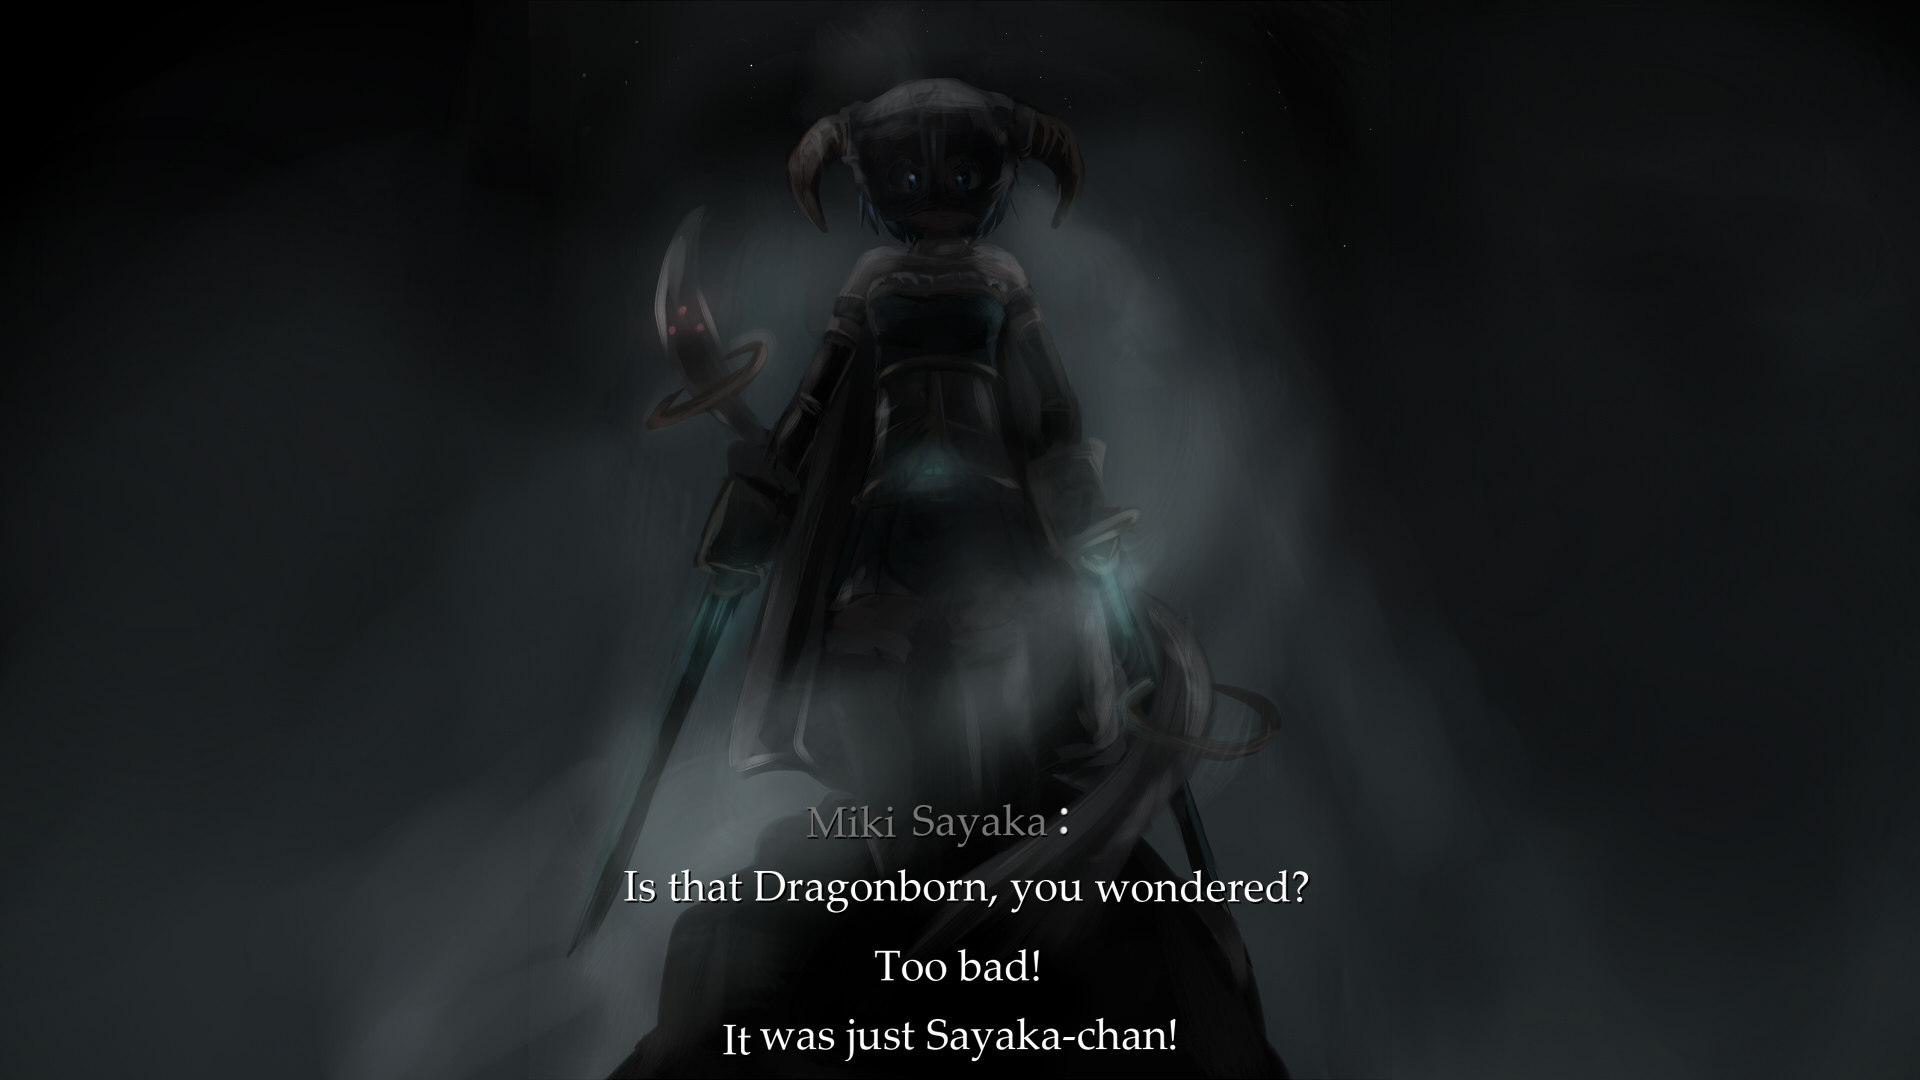 Miki Sayaka:
Is that Dragonborn, you wondered?
Too bad!
It was just Sayaka-chan!